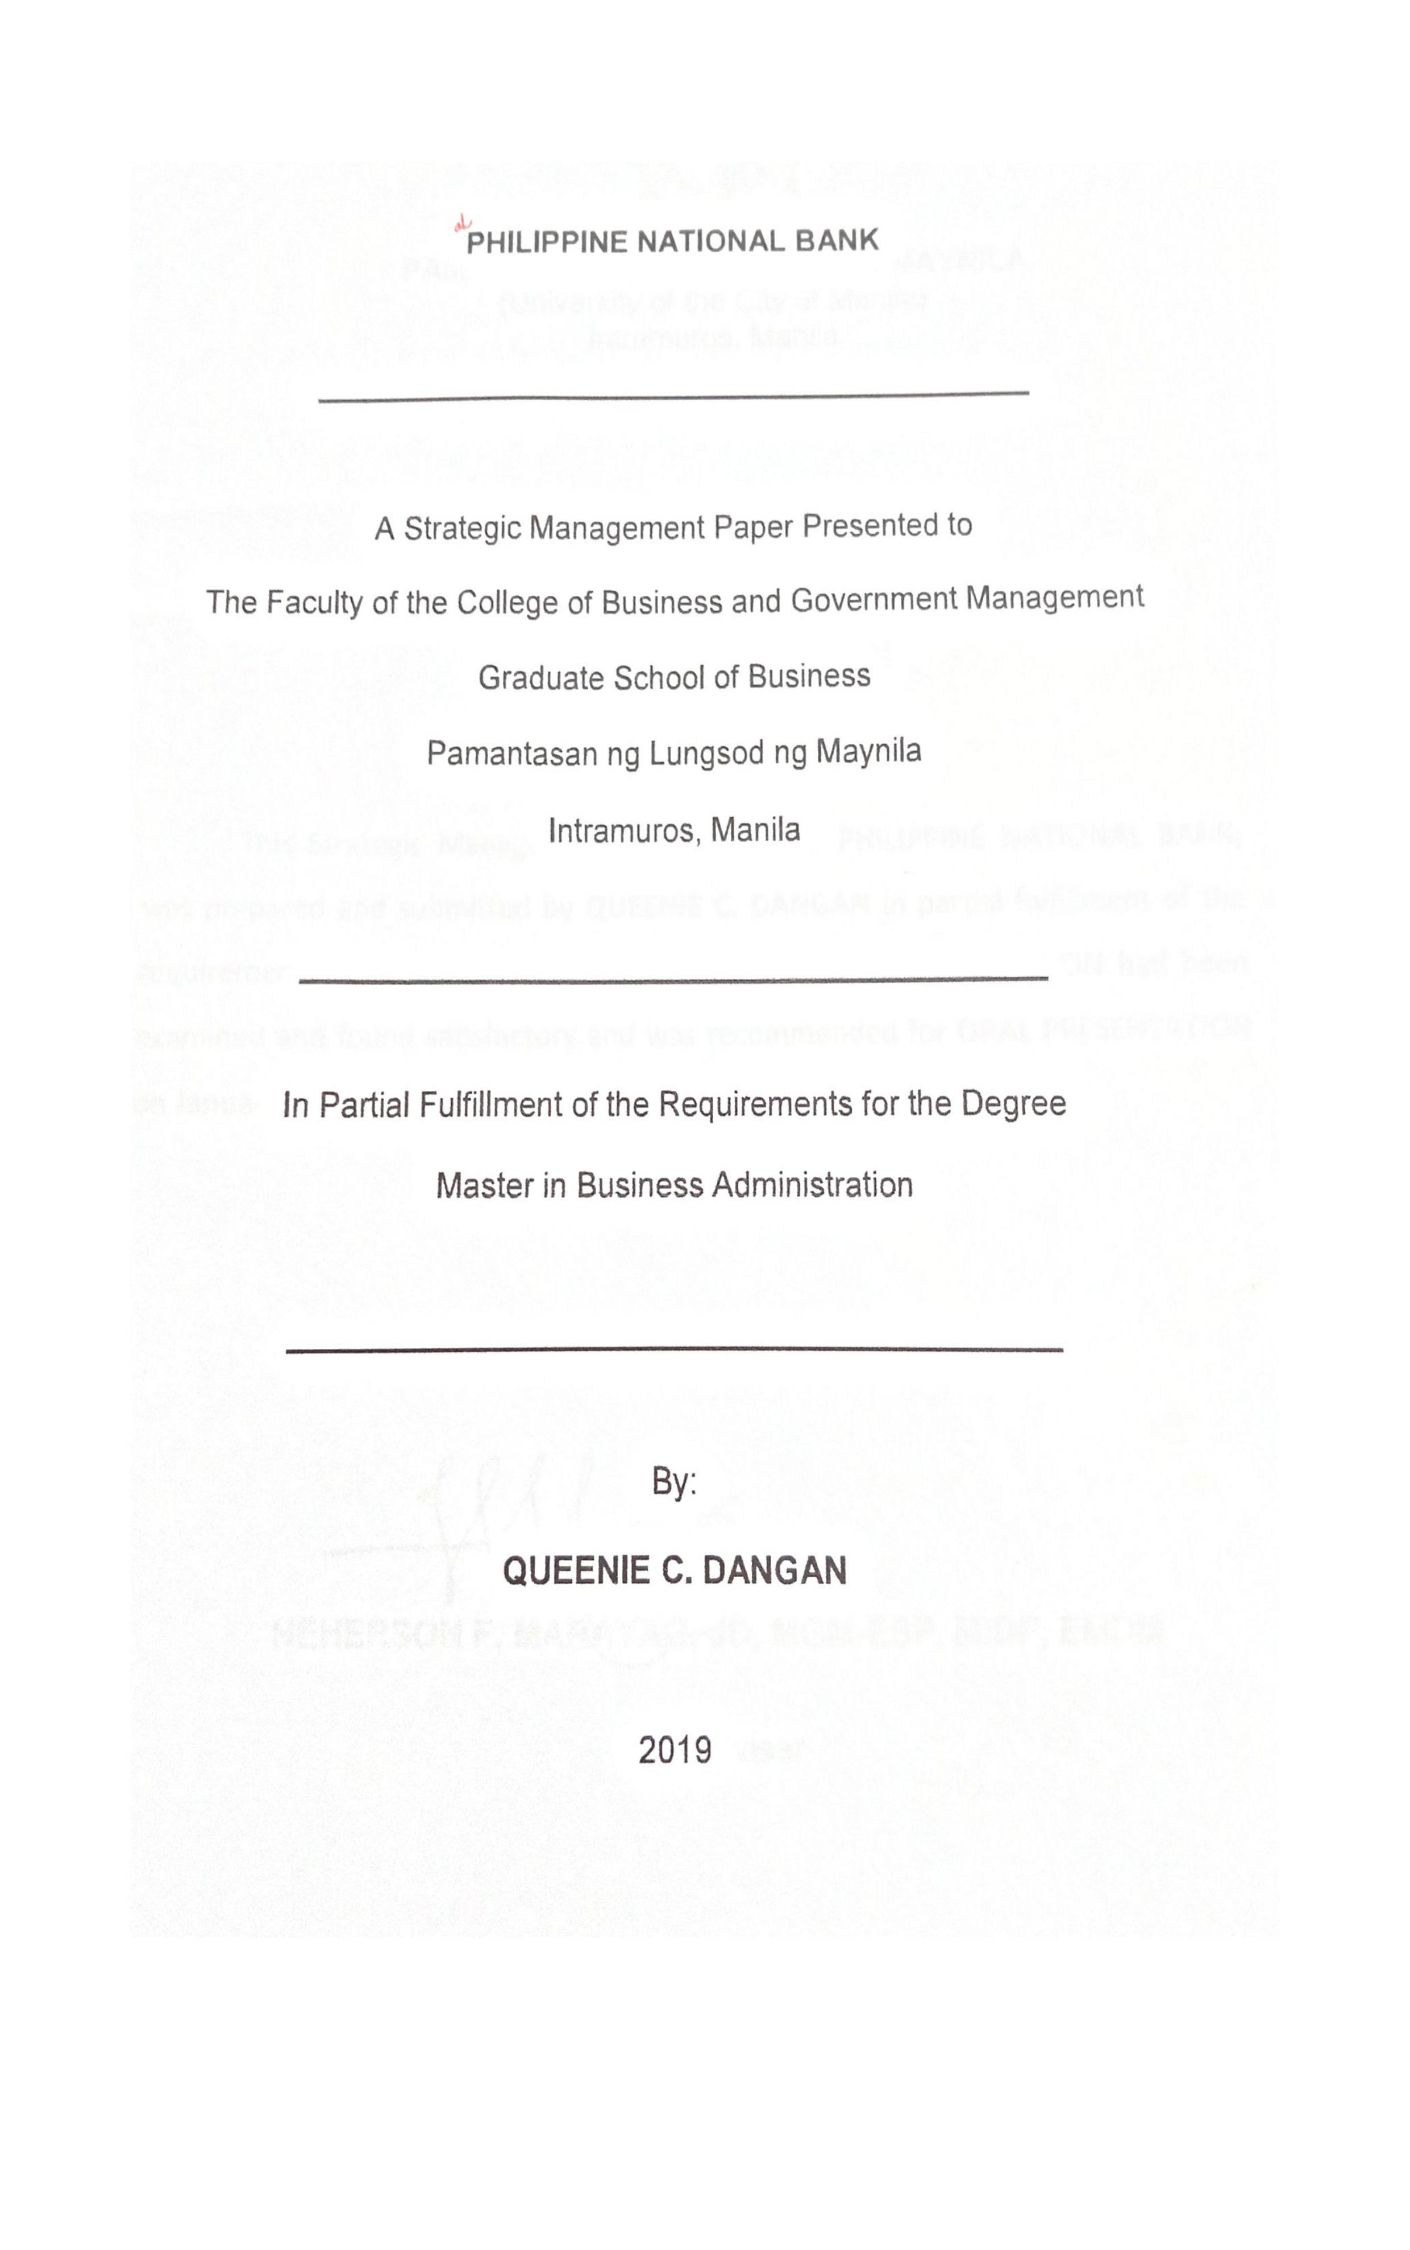 PHILIPPINE NATIONAL BANK
A Strategic Management Paper Presented to
The Faculty of the College of Business and Government Management
Graduate School of Business
Pamantasan ng Lungsod ng Maynila
Intramuros, Manila
In Partial Fulfillment of the Requirements for the Degree
Master in Business Administration
By:
QUEENIE C. DANGAN
2019